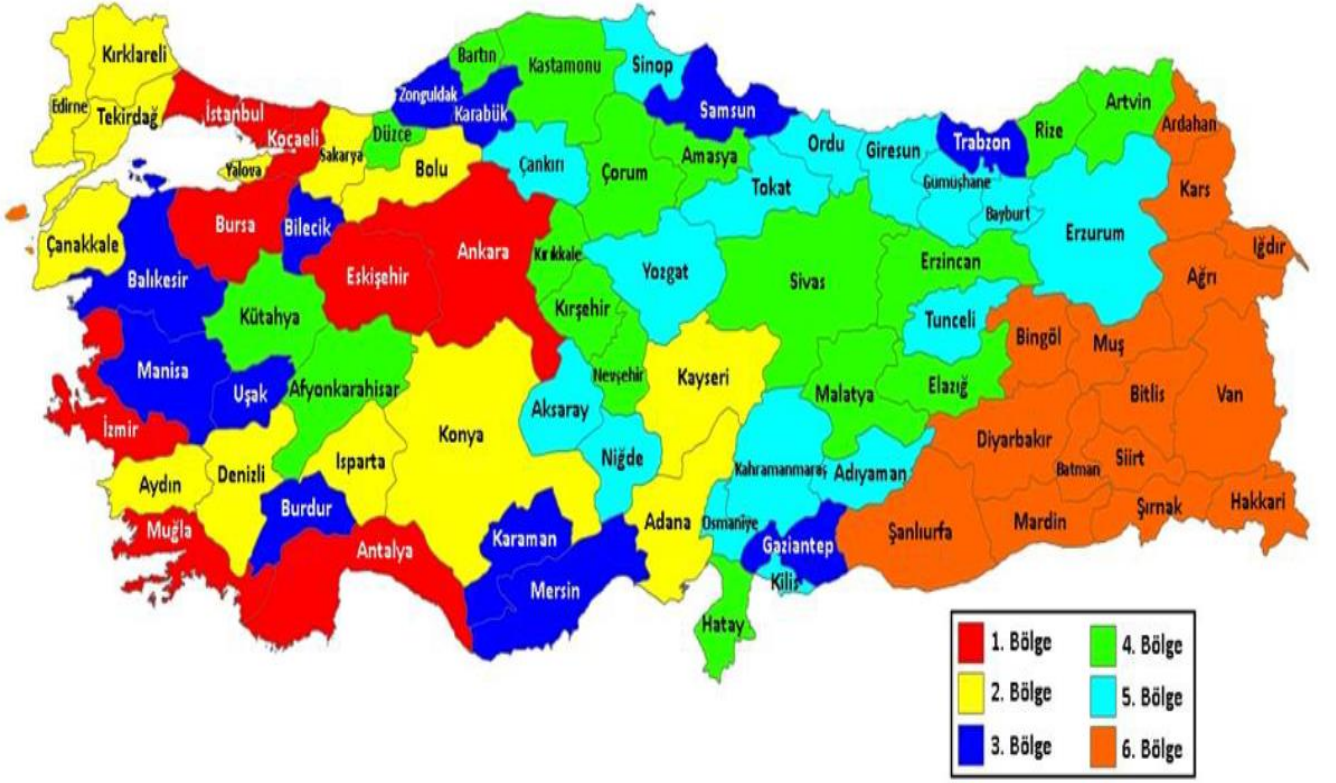 Kırklareli
Edirne
Tekirdağ
İstanbul
Kocaeli
Yalova
Sakarya
Düzce
Bolu
Zonguldak
Bartın
Karabük
Kastamonu
Sinop
Samsun
Çankırı
Çorum
Amasya
Tokat
Ordu
Giresun
Trabzon
Gümüşhane
Bayburt
Rize
Artvin
Ardahan
Kars
Iğdır
Ağrı
Erzurum
Erzincan
Çanakkale
Balıkesir
Bursa
Bilecik
Eskişehir
Ankara
Kırıkkale
Kırşehir
Yozgat
Sivas
Tunceli
Bingöl
Muş
Bitlis
Van
Kütahya
Manisa
Uşak
Afyonkarahisar
İzmir
Nevşehir
Kayseri
Malatya
Elazığ
Aksaray
Konya
Niğde
Aydın
Denizli
Isparta
Burdur
Muğla
Antalya
Karaman
Mersin
Adana
Kahramanmaraş
Adıyaman
Osmaniye
Gaziantep
Kilis
Hatay
Diyarbakır
Batman
Siirt
Şanlıurfa
Mardin
Şırnak
Hakkari
1. Bölge
2. Bölge
3. Bölge
4. Bölge
5. Bölge
6. Bölge